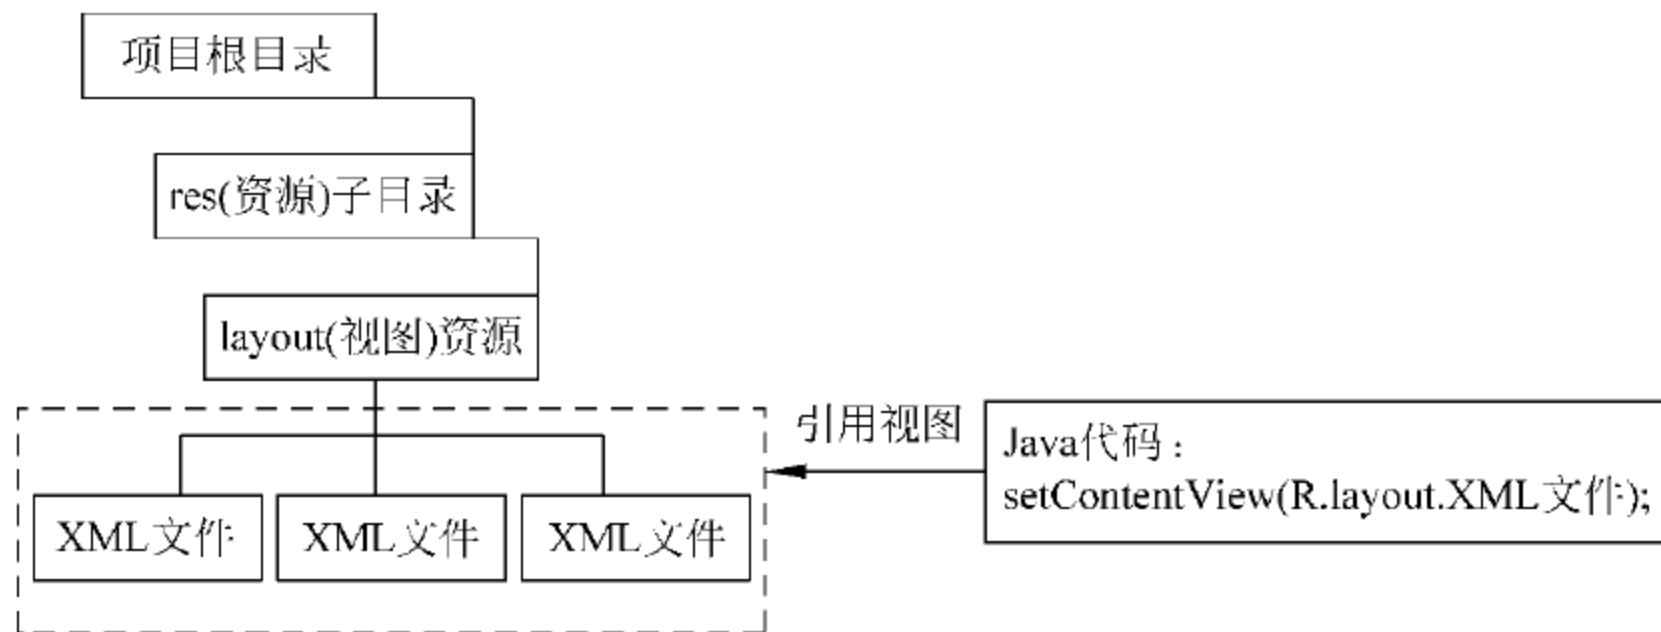 项目根目录
res(资源)子目录
layout(视图)资源
引用视图
Java代码：
setContentView(R.layout.XML文件);
XML文件
XML文件
XML文件